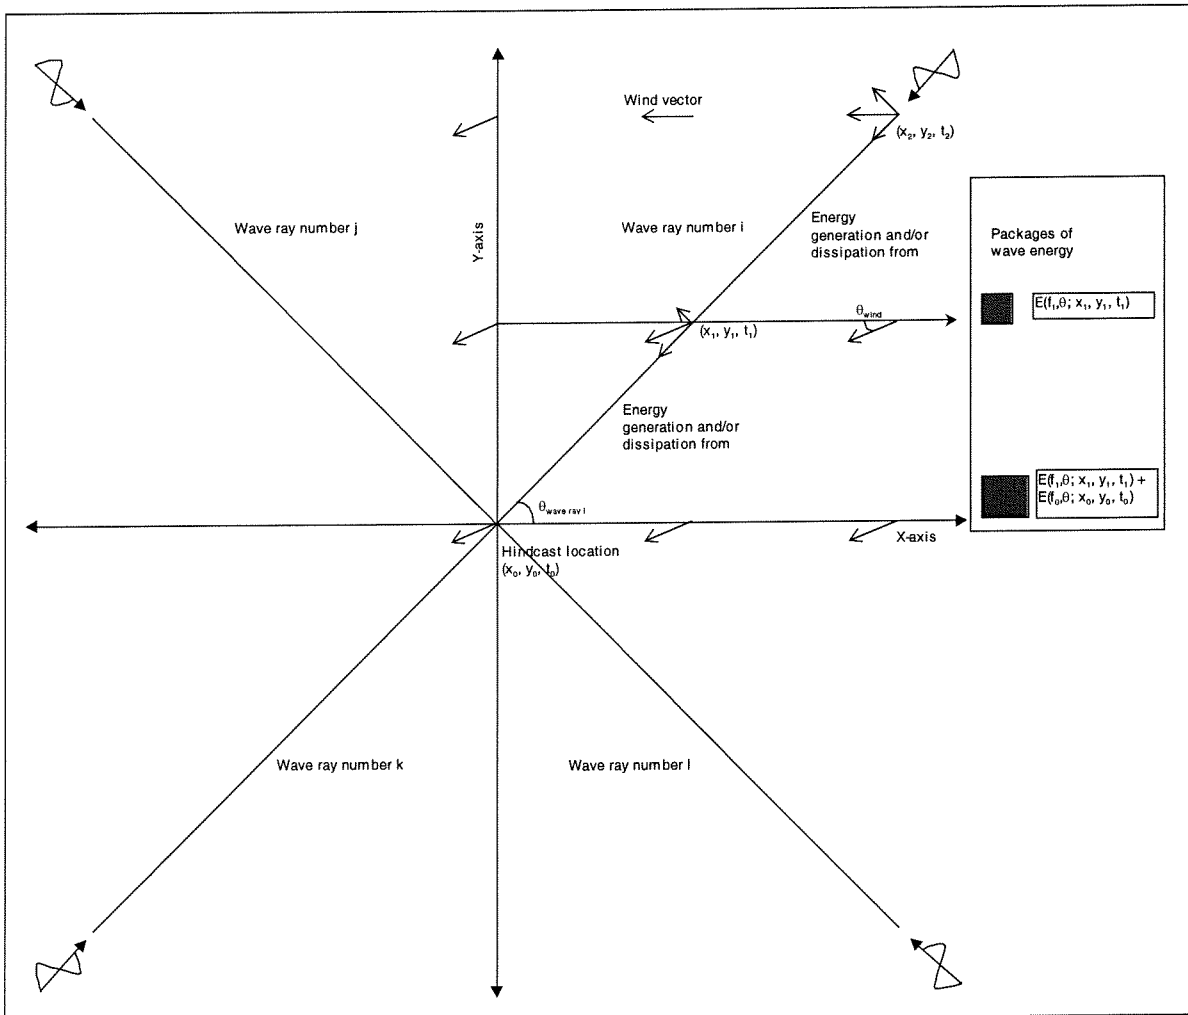 Wind vector
(x₂, y₂, t₂)
Wave ray number j
Y-axis
Wave ray number i
Energy
generation and/or
dissipation from
Packages of
wave energy
E(f₁,θ; x₁, y₁, t₁)
θwind
(x₁, y₁, t₁)
Energy
generation and/or
dissipation from
E(f₁,θ; x₁, y₁, t₁) +
E(f₀,θ; x₀, y₀, t₀)
θwave ray i
X-axis
Hindcast location
(x₀, y₀, t₀)
Wave ray number k
Wave ray number l